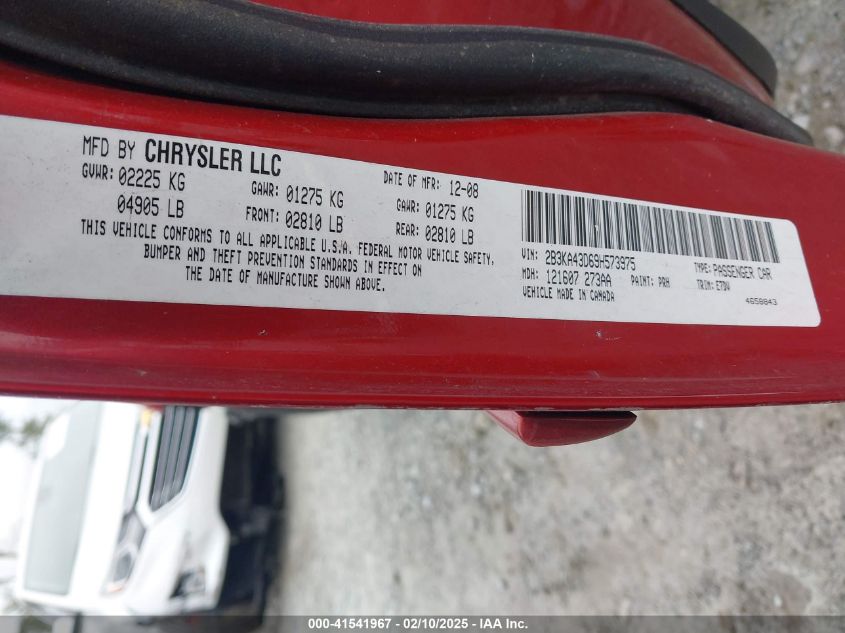 MFD BY CHRYSLER LLC
DATE OF MFR: 12-08
GVWR: 02225 KG
GAWR: 01275 KG
GAWR: 01275 KG
04905 LB
FRONT: 02810 LB
REAR: 02810 LB
THIS VEHICLE CONFORMS TO ALL APPLICABLE U.S.A. FEDERAL MOTOR VEHICLE SAFETY,
BUMPER AND THEFT PREVENTION STANDARDS IN EFFECT ON
THE DATE OF MANUFACTURE SHOWN ABOVE.
VIN: 2B3KA43D69H573975
TYPE: PASSENGER CAR
MDH: 121607 273AA
PAINT: PRH
TRIM: E7DV
VEHICLE MADE IN CANADA
4658843
000-41541967 - 02/10/2025 - IAA Inc.